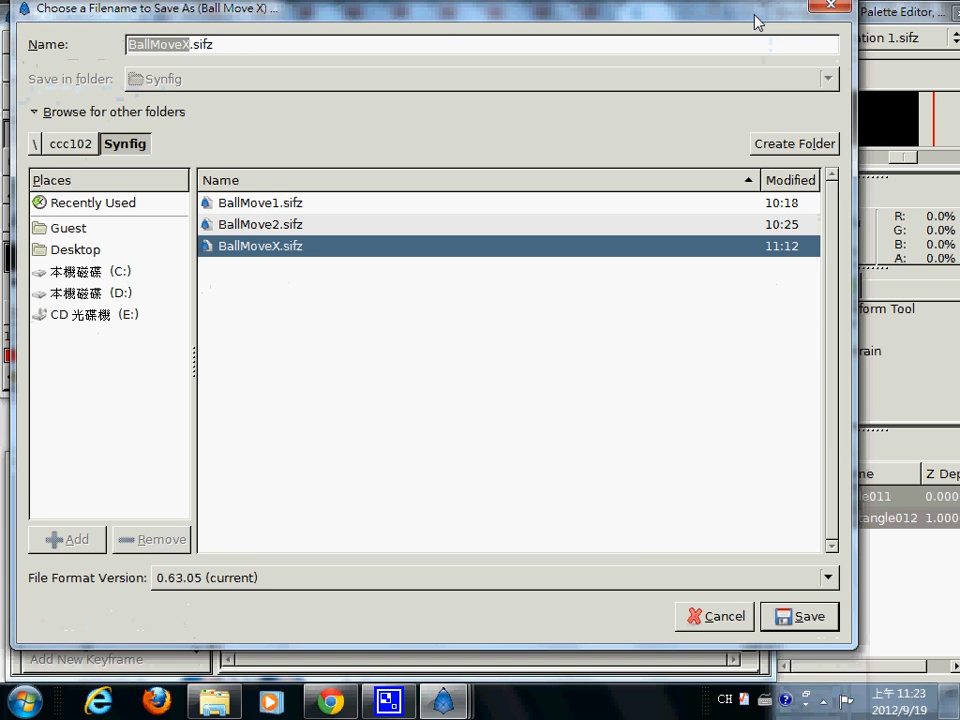 Choose a Filename to Save As (Ball Move X) ...
Palette Editor, ...
Name:
BallMoveX.sifz
ation 1.sifz
Save in folder:
Synfig
Browse for other folders
\
ccc102
Synfig
Create Folder
Places
Name
Modified
Recently Used
BallMove1.sifz
10:18
Guest
BallMove2.sifz
10:25
Desktop
BallMoveX.sifz
11:12
本機磁碟 (C:)
本機磁碟 (D:)
CD 光碟機 (E:)
R: 0.0%
G: 0.0%
B: 0.0%
A: 0.0%
form Tool
rain
me
Z Dep
e011
0.000
tangle012
1.000
Add
Remove
File Format Version:
0.63.05 (current)
Cancel
Save
Add New Keyframe
CH
上午 11:23
2012/9/19